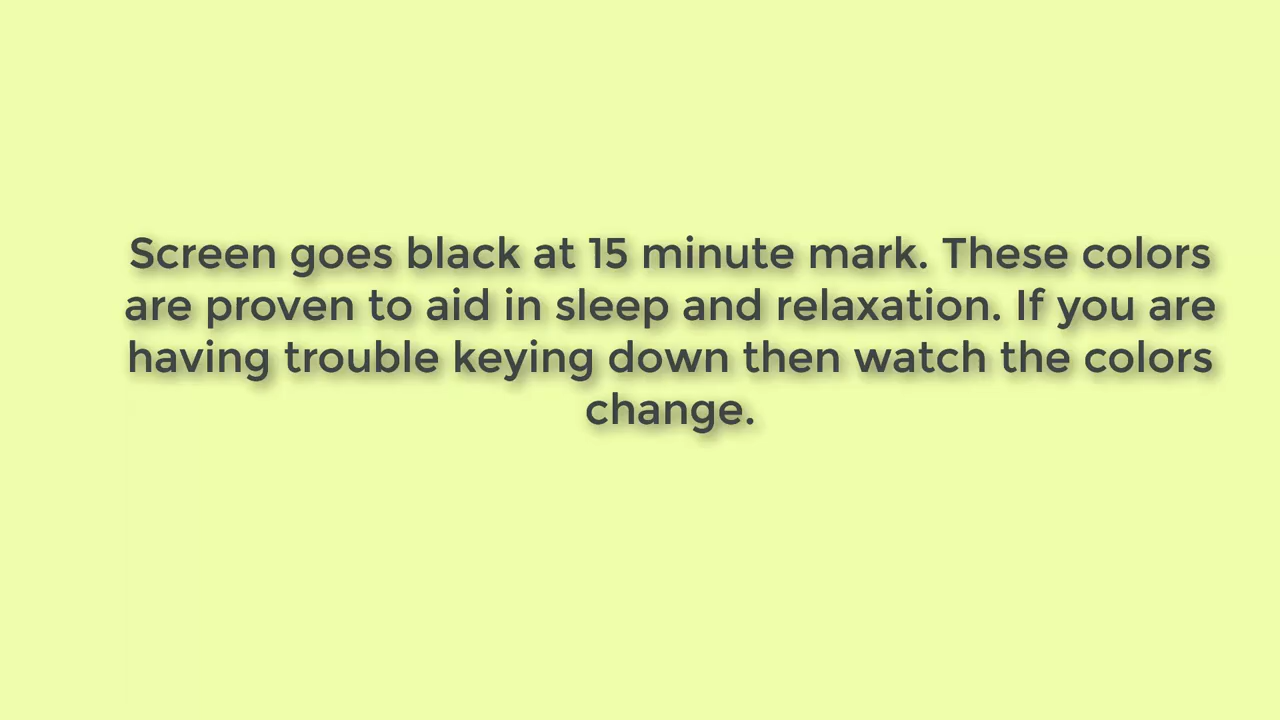 Screen goes black at 15 minute mark. These colors
are proven to aid in sleep and relaxation. If you are
having trouble keying down then watch the colors
change.